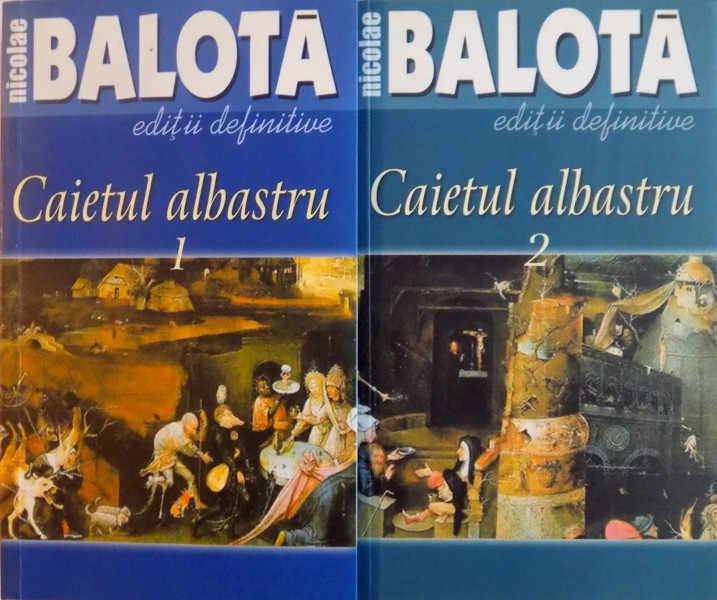 nicolae
BALOTĂ
ediţii definitive
Caietul albastru
1
nicolae
BALOTĂ
ediţii definitive
Caietul albastru
2